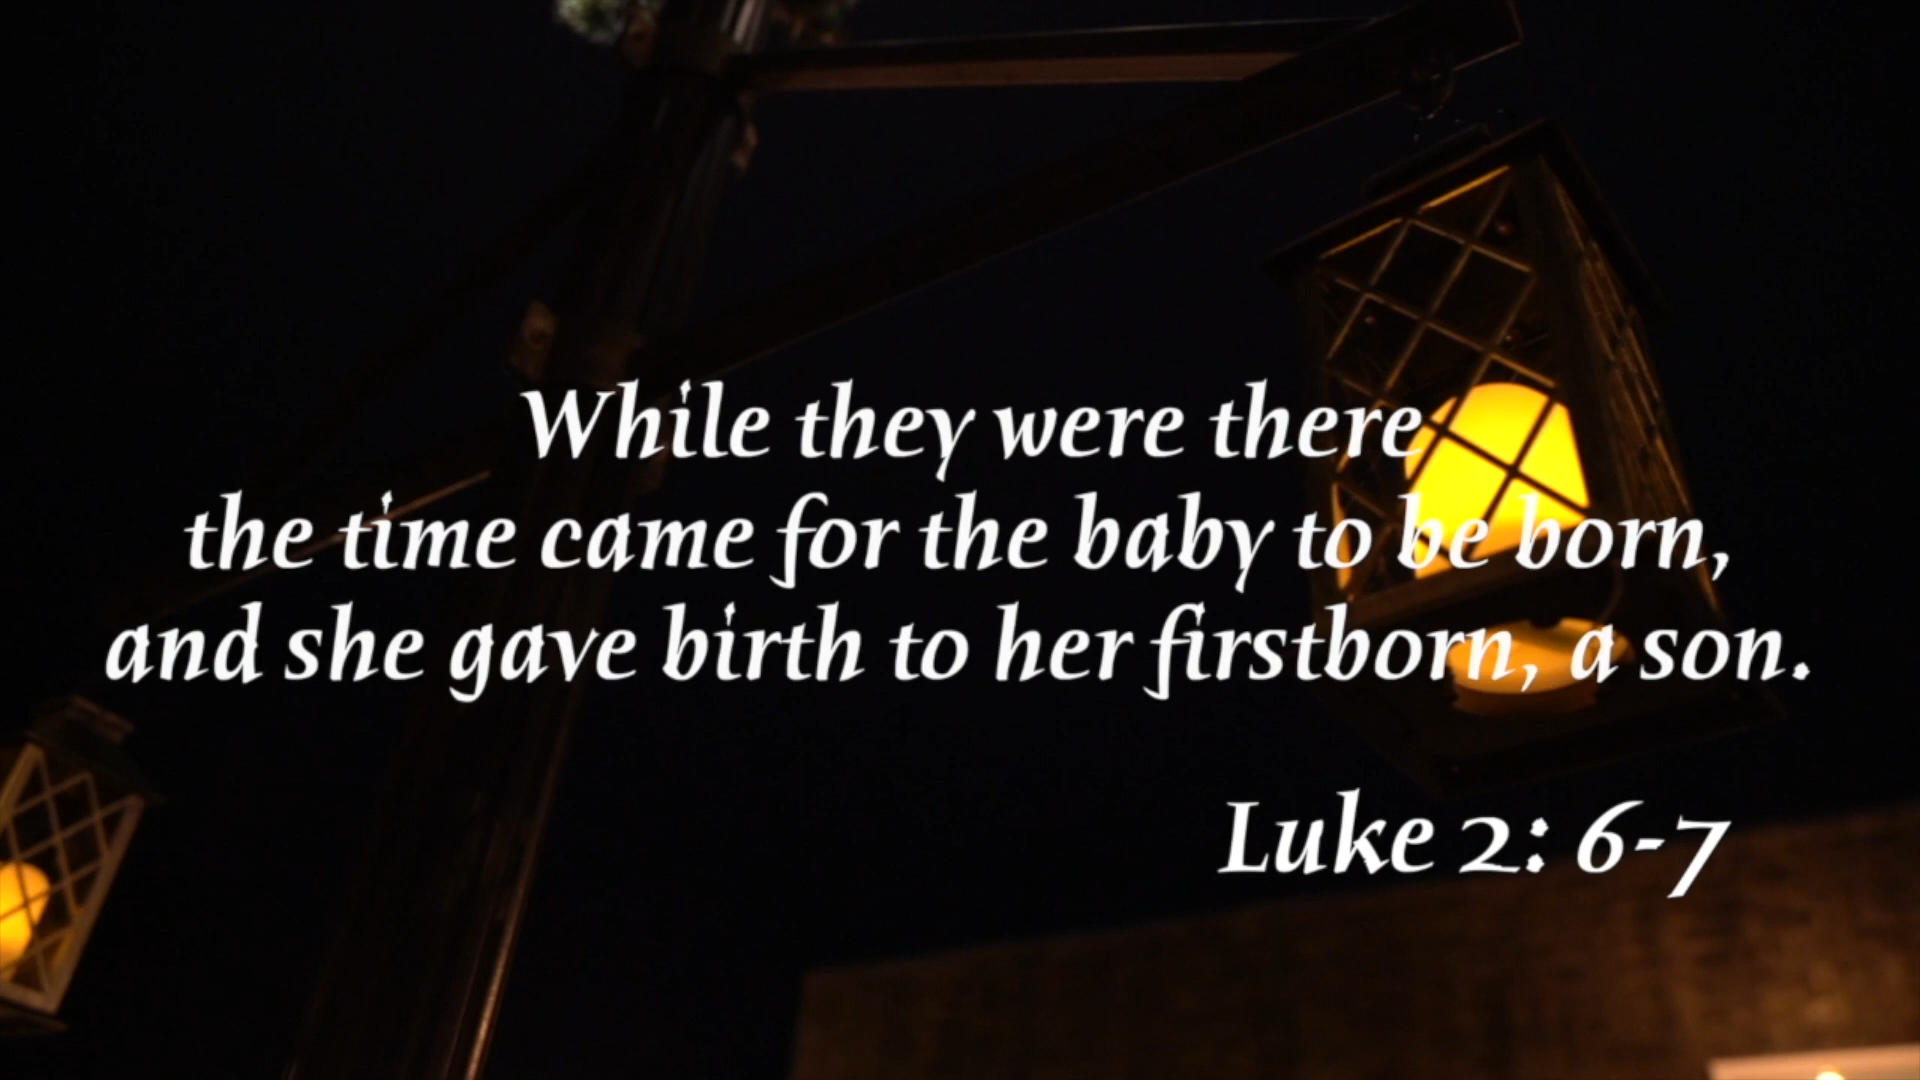 While they were there
the time came for the baby to be born,
and she gave birth to her firstborn, a son.
Luke 2: 6-7